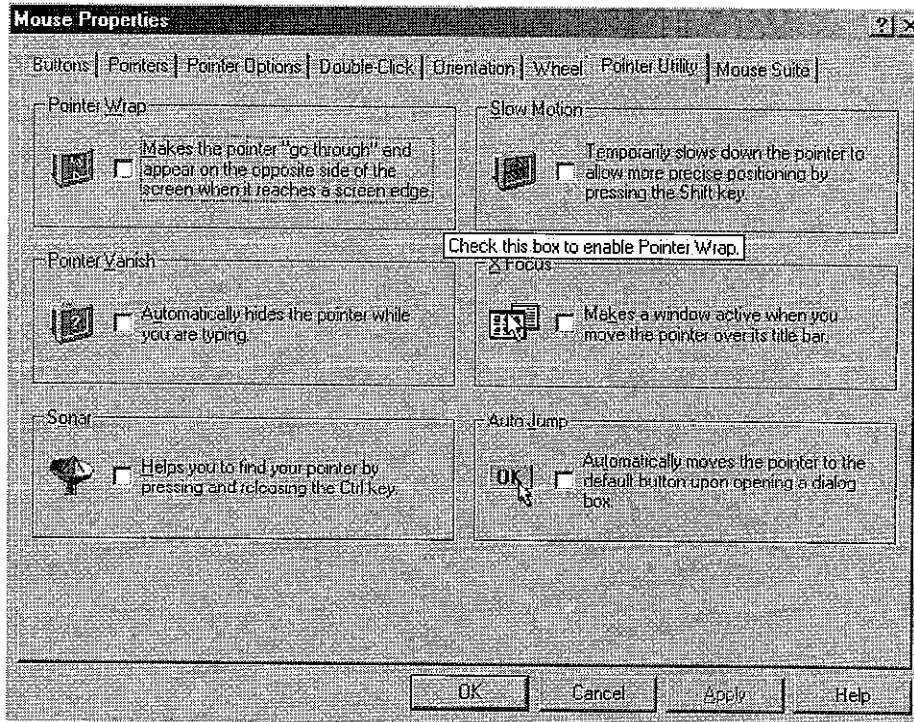 Mouse Properties
Buttons Pointers Pointer Options Double-Click Orientation Wheel Pointer Utility Mouse Suite
Pointer Wrap
Makes the pointer "go through" and
appear on the opposite side of the
screen when it reaches a screen edge.
Slow Motion
Temporarily slows down the pointer to
allow more precise positioning by
pressing the Shift key.
Check this box to enable Pointer Wrap.
Pointer Vanish
Automatically hides the pointer while
you are typing.
X Focus
Makes a window active when you
move the pointer over its title bar.
Sonar
Helps you to find your pointer by
pressing and releasing the Ctrl key.
Auto Jump
OK
Automatically moves the pointer to the
default button upon opening a dialog
box.
OK Cancel Apply Help